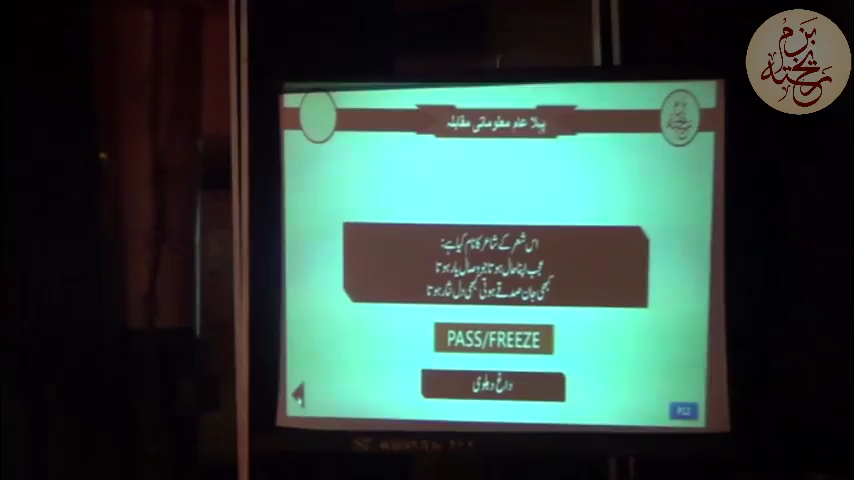 بزم ریختہ
پہلا عام معلوماتی مقابلہ
اس شعر کے شاعر کا نام کیا ہے:
عجب اپنا حال ہوتا جو وصال یار ہوتا
کبھی جان صدقے ہوتی کبھی دل نثار ہوتا
PASS/FREEZE
داغ دہلوی
P12